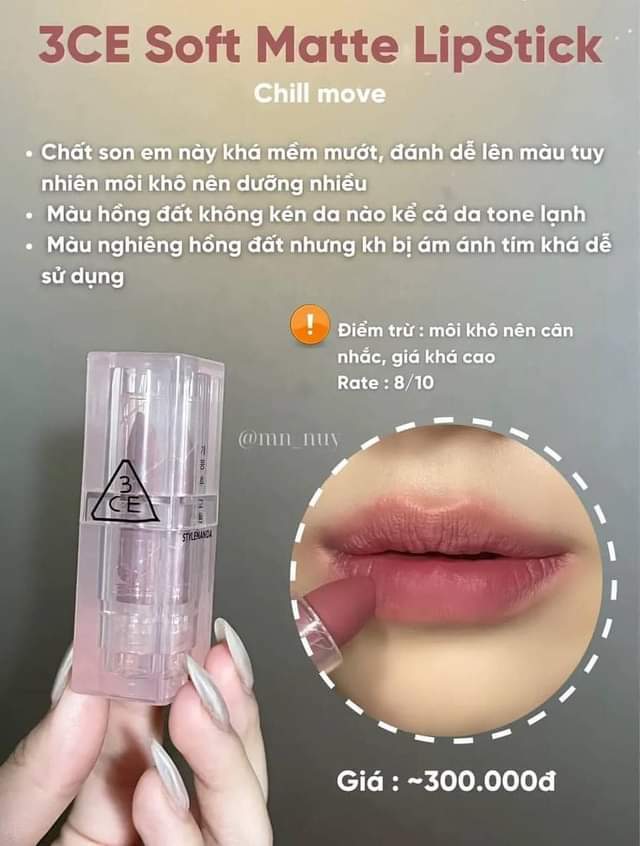 3CE Soft Matte LipStick
Chill move
• Chất son em này khá mềm mướt, đánh dễ lên màu tuy
nhiên môi khô nên dưỡng nhiều
• Màu hồng đất không kén da nào kể cả da tone lạnh
• Màu nghiêng hồng đất nhưng kh bị ám ánh tím khá dễ
sử dụng
!
Điểm trừ : môi khô nên cân
nhắc, giá khá cao
Rate : 8/10
@mn_nuy
3
CE
STYLENANDA
Giá : ~300.000đ